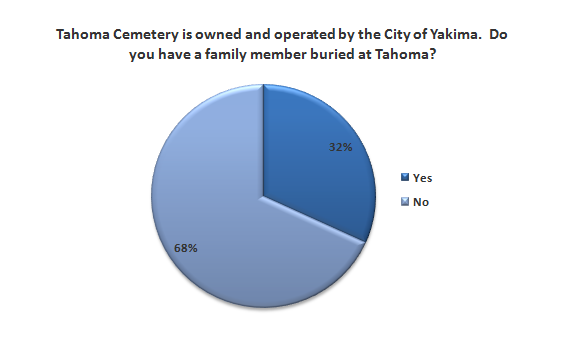 Tahoma Cemetery is owned and operated by the City of Yakima.  Do
you have a family member buried at Tahoma?
32%
Yes
No
68%